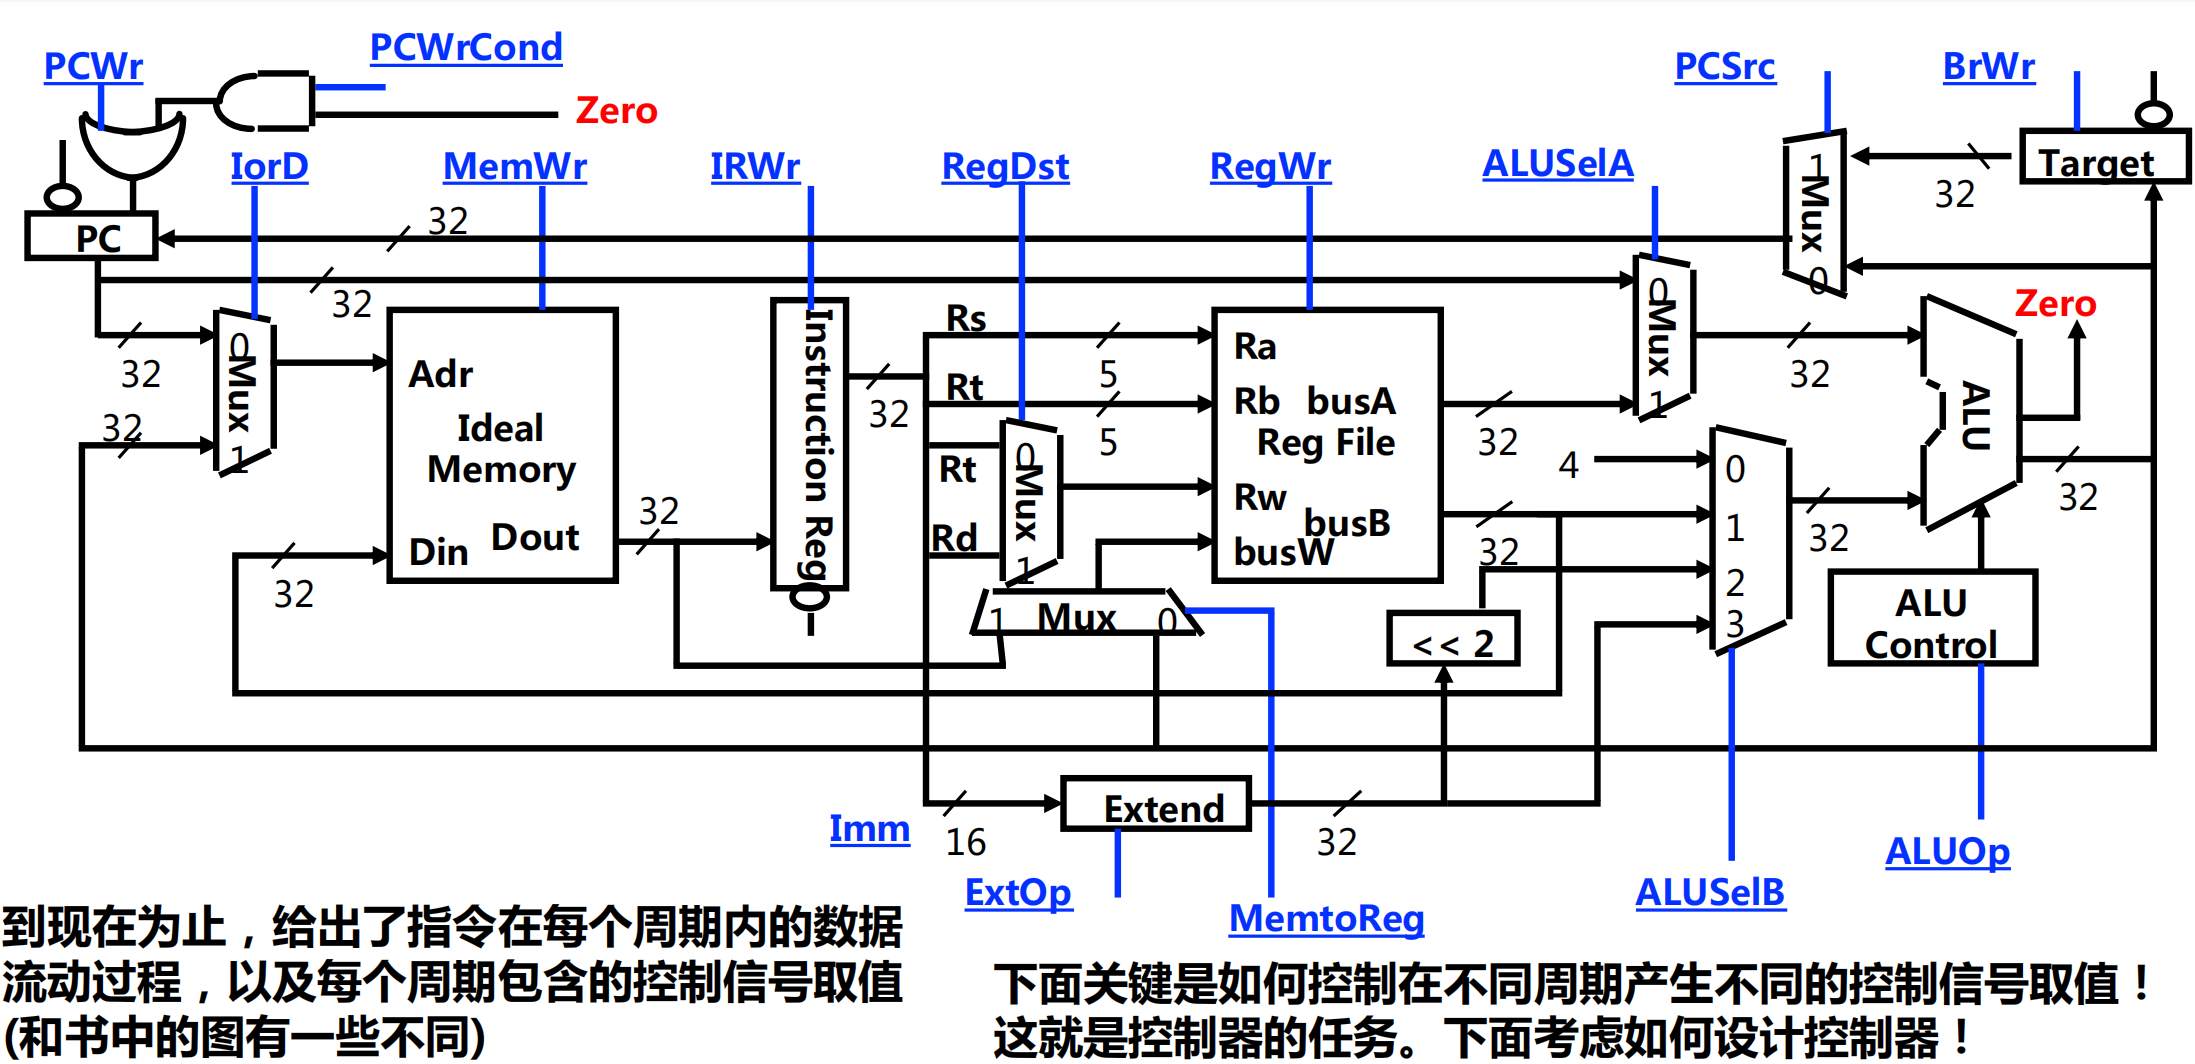 PCWrCond
PCWr
PCSrc
BrWr
Zero
IorD
MemWr
IRWr
RegDst
RegWr
ALUSelA
1
Mux
0
Target
32
PC
32
32
Zero
0
Mux
1
32
32
Adr
Ideal
Memory
Din
Dout
32
32
Instruction Reg
32
Rs
5
Rt
5
Rt
Rd
0
Mux
1
Ra
Rb
busA
Reg File
Rw
busB
busW
32
32
0
Mux
1
32
4
0
1
2
3
32
ALU
32
1
Mux
0
<< 2
ALU
Control
Extend
Imm
16
32
ExtOp
MemtoReg
ALUSelB
ALUOp
到现在为止，给出了指令在每个周期内的数据
流动过程，以及每个周期包含的控制信号取值
(和书中的图有一些不同)
下面关键是如何控制在不同周期产生不同的控制信号取值！
这就是控制器的任务。下面考虑如何设计控制器！